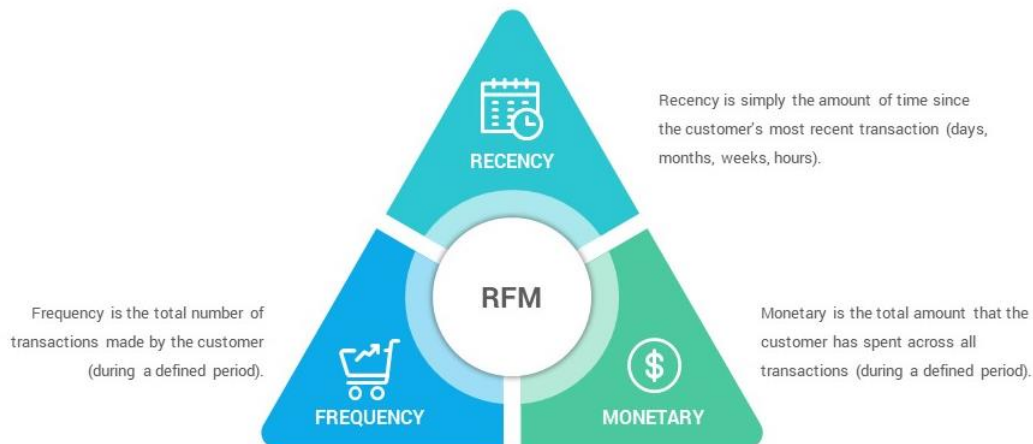 RECENCY
Recency is simply the amount of time since
the customer's most recent transaction (days,
months, weeks, hours).
RFM
Frequency is the total number of
transactions made by the customer
(during a defined period).
FREQUENCY
Monetary is the total amount that the
customer has spent across all
transactions (during a defined period).
$
MONETARY